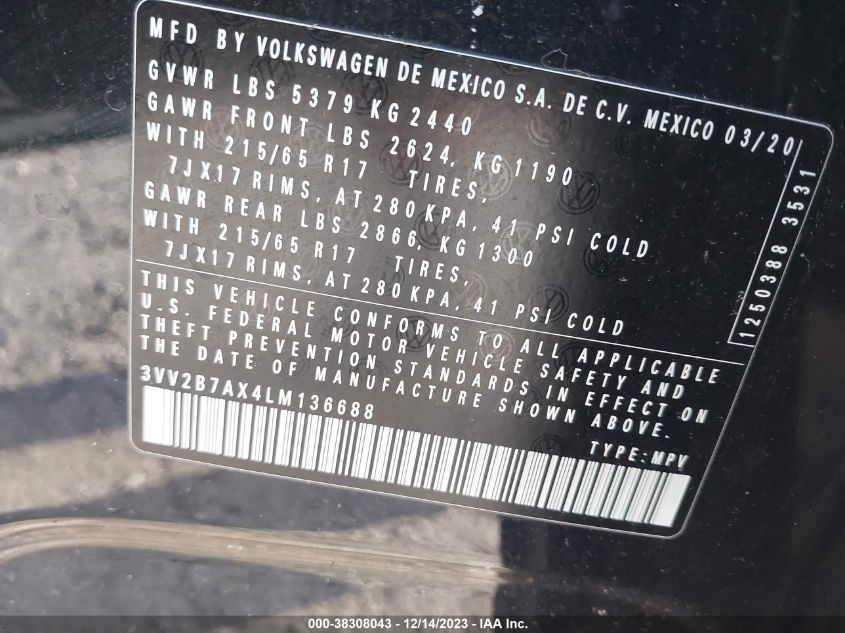 MFD BY VOLKSWAGEN DE MEXICO S.A. DE C.V. MEXICO 03/20
GVWR LBS 5379 KG 2440
GAWR FRONT LBS 2624, KG 1190
WITH 215/65 R17 TIRES,
7JX17 RIMS, AT 280 KPA, 41 PSI COLD
GAWR REAR LBS 2866, KG 1300
WITH 215/65 R17 TIRES,
7JX17 RIMS, AT 280 KPA, 41 PSI COLD
1250388 3531
THIS VEHICLE CONFORMS TO ALL APPLICABLE
U.S. FEDERAL MOTOR VEHICLE SAFETY AND
THEFT PREVENTION STANDARDS IN EFFECT ON
THE DATE OF MANUFACTURE SHOWN ABOVE.
3VV2B7AX4LM136688
TYPE: MPV
000-38308043 - 12/14/2023 - IAA Inc.